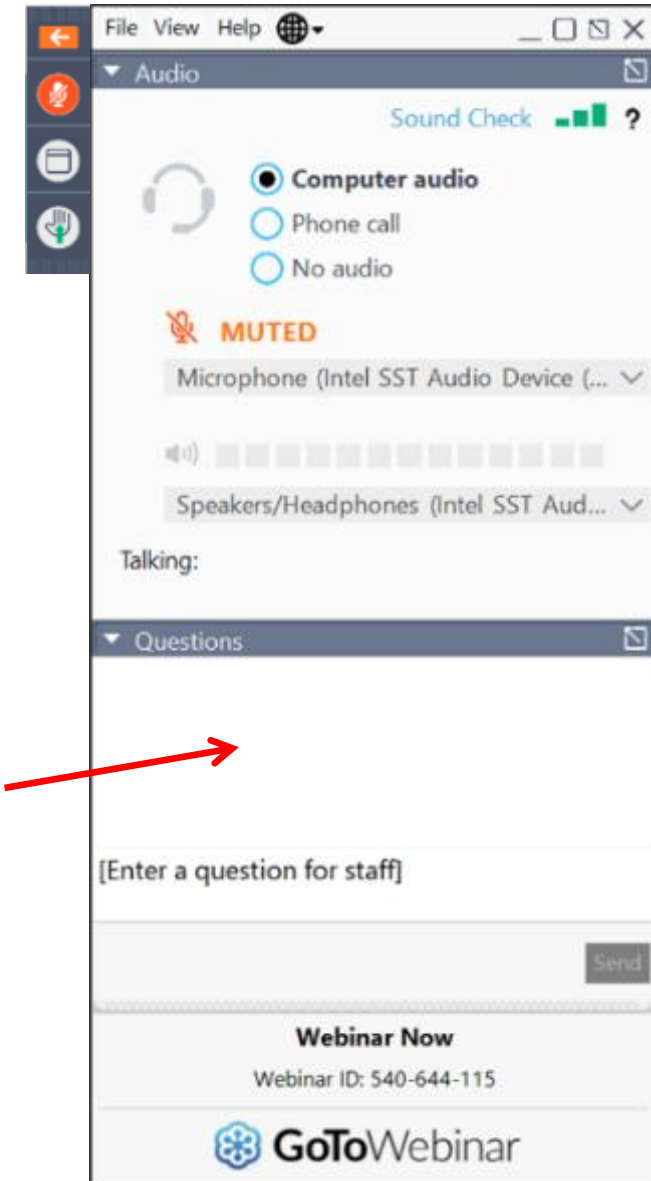 File View Help
Audio
Sound Check ?
Computer audio
Phone call
No audio
MUTED
Microphone (Intel SST Audio Device (...
Speakers/Headphones (Intel SST Aud...
Talking:
Questions
[Enter a question for staff]
Send
Webinar Now
Webinar ID: 540-644-115
GoToWebinar